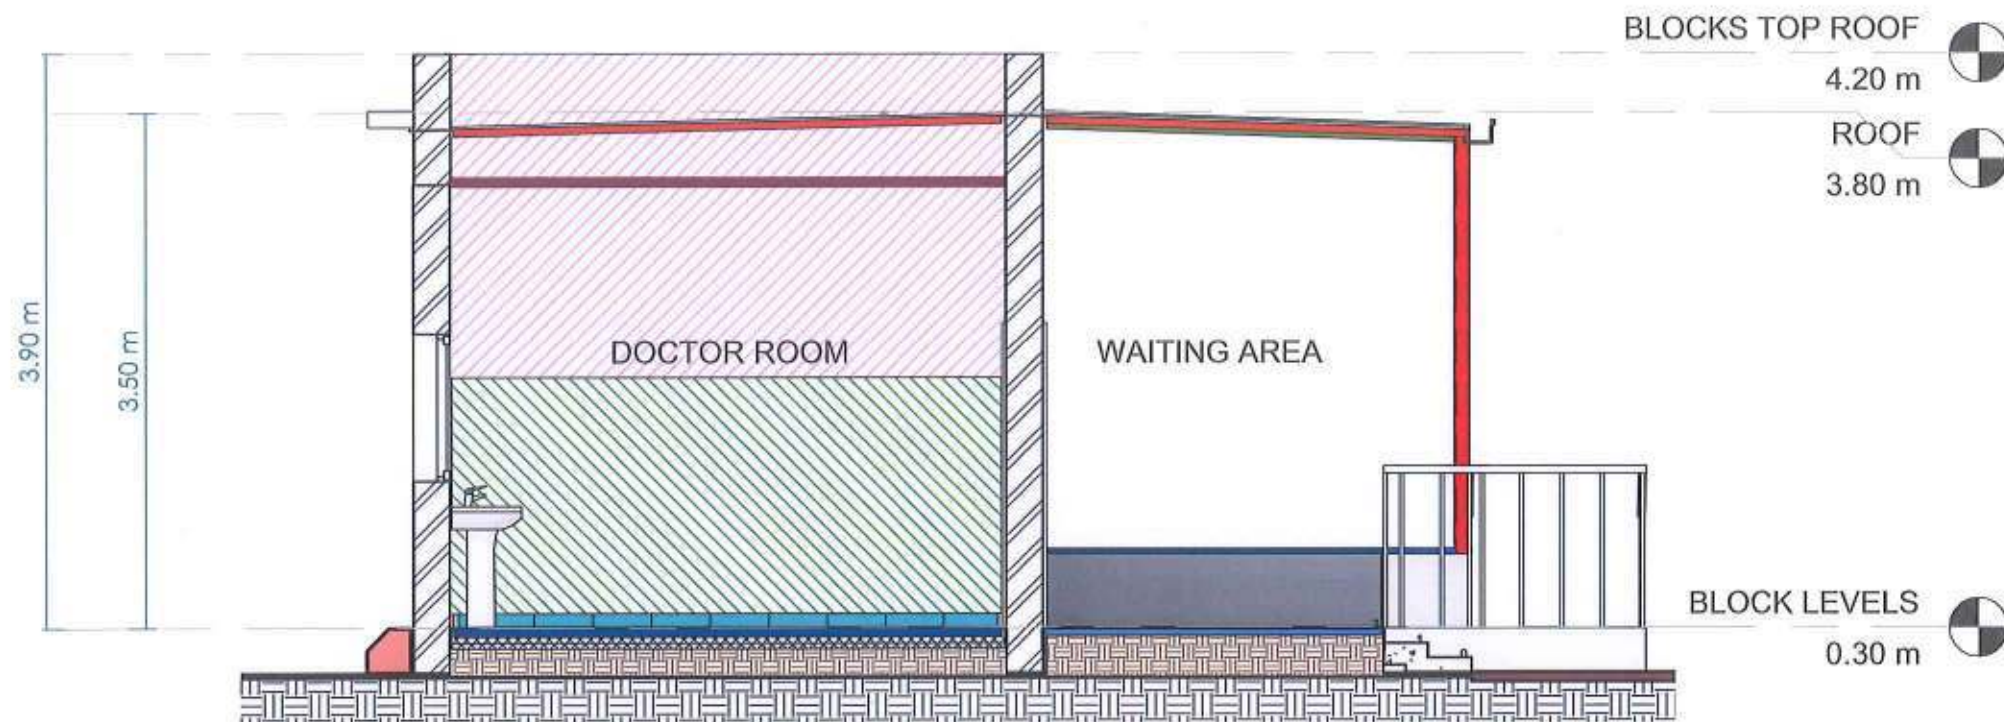 BLOCKS TOP ROOF
4.20 m
ROOF
3.80 m
3.90 m
3.50 m
DOCTOR ROOM
WAITING AREA
BLOCK LEVELS
0.30 m